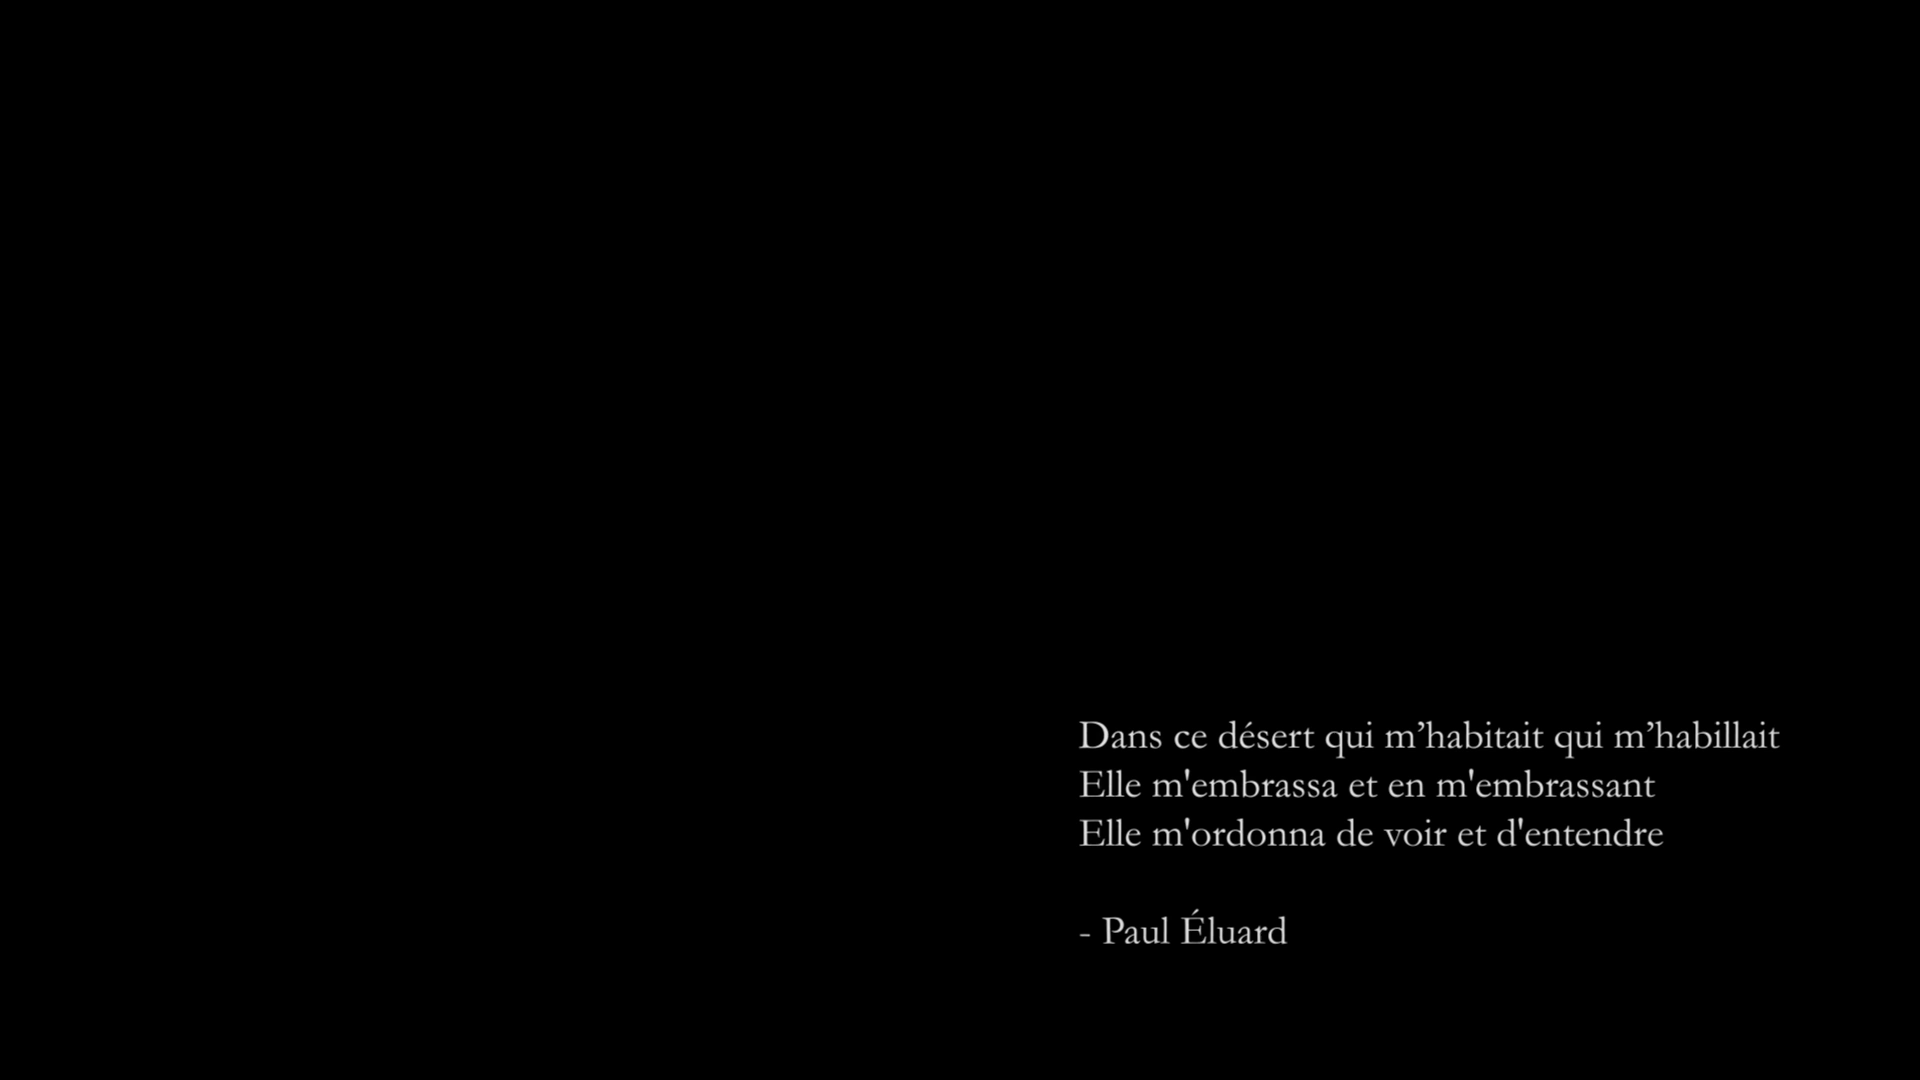 Dans ce désert qui m’habitait qui m’habillait
Elle m'embrassa et en m'embrassant
Elle m'ordonna de voir et d'entendre
- Paul Éluard